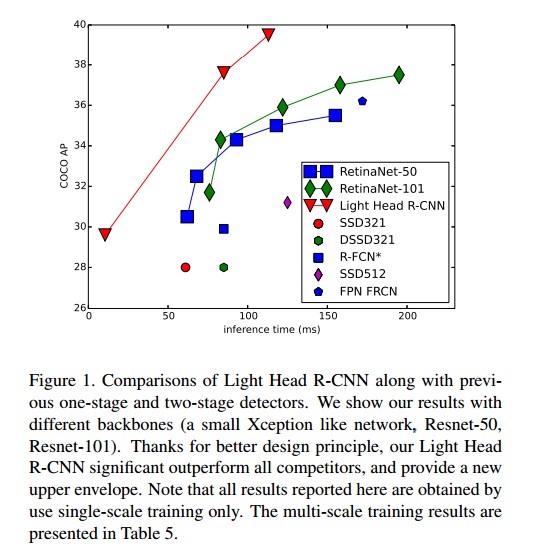 40
38
36
34
32
30
28
26
COCO AP
0
50
100
150
200
inference time (ms)
RetinaNet-50
RetinaNet-101
Light Head R-CNN
SSD321
DSSD321
R-FCN*
SSD512
FPN FRCN
Figure 1. Comparisons of Light Head R-CNN along with previ-
ous one-stage and two-stage detectors. We show our results with
different backbones (a small Xception like network, Resnet-50,
Resnet-101). Thanks for better design principle, our Light Head
R-CNN significant outperform all competitors, and provide a new
upper envelope. Note that all results reported here are obtained by
use single-scale training only. The multi-scale training results are
presented in Table 5.